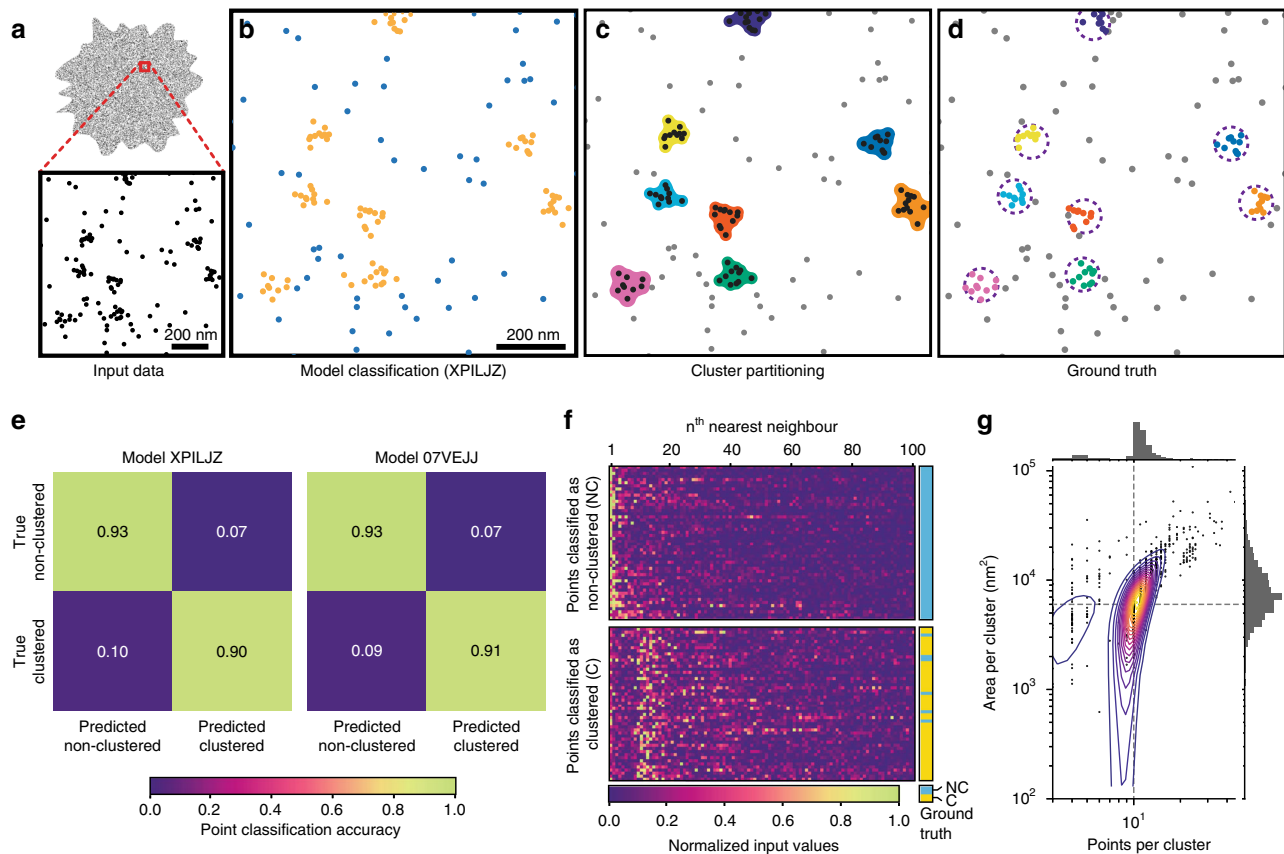 a
b
c
d
200 nm
200 nm
Input data
Model classification (XPILJZ)
Cluster partitioning
Ground truth
e
Model XPILJZ
Model 07VEJJ
True
non-clustered
0.93
0.07
0.93
0.07
True
clustered
0.10
0.90
0.09
0.91
Predicted
non-clustered
Predicted
clustered
Predicted
non-clustered
Predicted
clustered
0.0 0.2 0.4 0.6 0.8 1.0
Point classification accuracy
f
nth nearest neighbour
1 20 40 60 80 100
Points classified as
non-clustered (NC)
Points classified as
clustered (C)
NC
C
Ground
truth
0.0 0.2 0.4 0.6 0.8 1.0
Normalized input values
g
10^5
10^4
10^3
10^2
Area per cluster (nm²)
10^1
Points per cluster